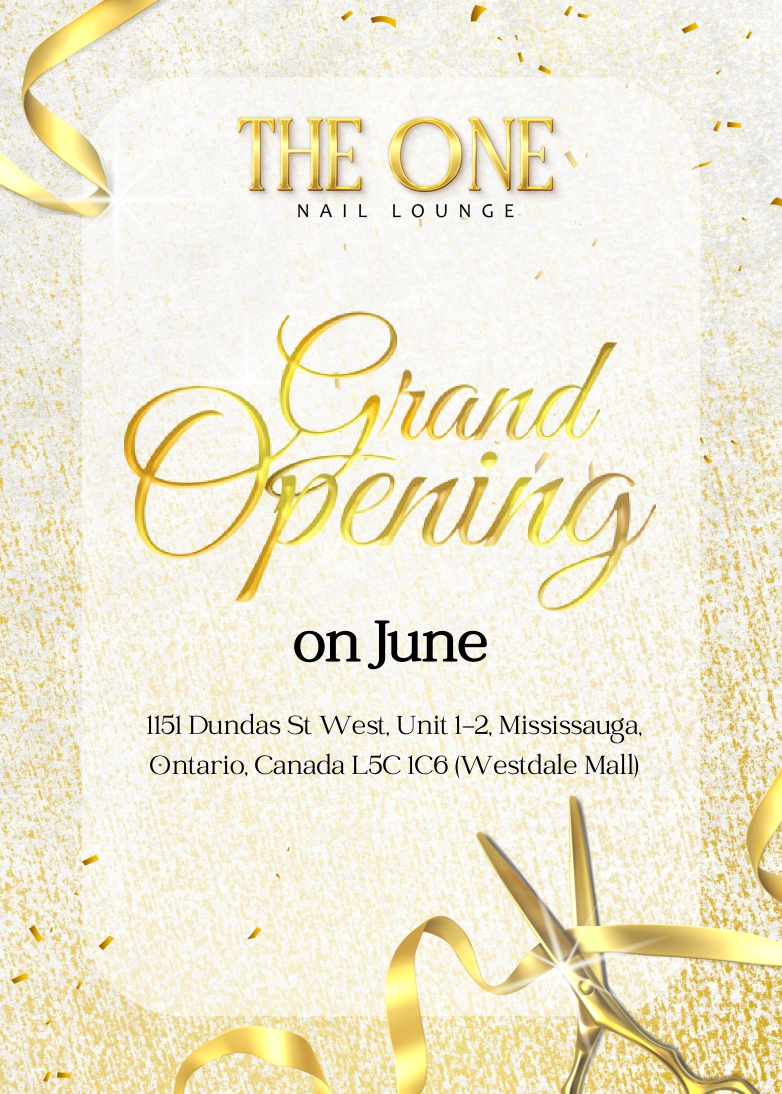 THE ONE
NAIL LOUNGE
Grand
Opening
on June
1151 Dundas St West, Unit 1-2, Mississauga,
Ontario, Canada L5C 1C6 (Westdale Mall)